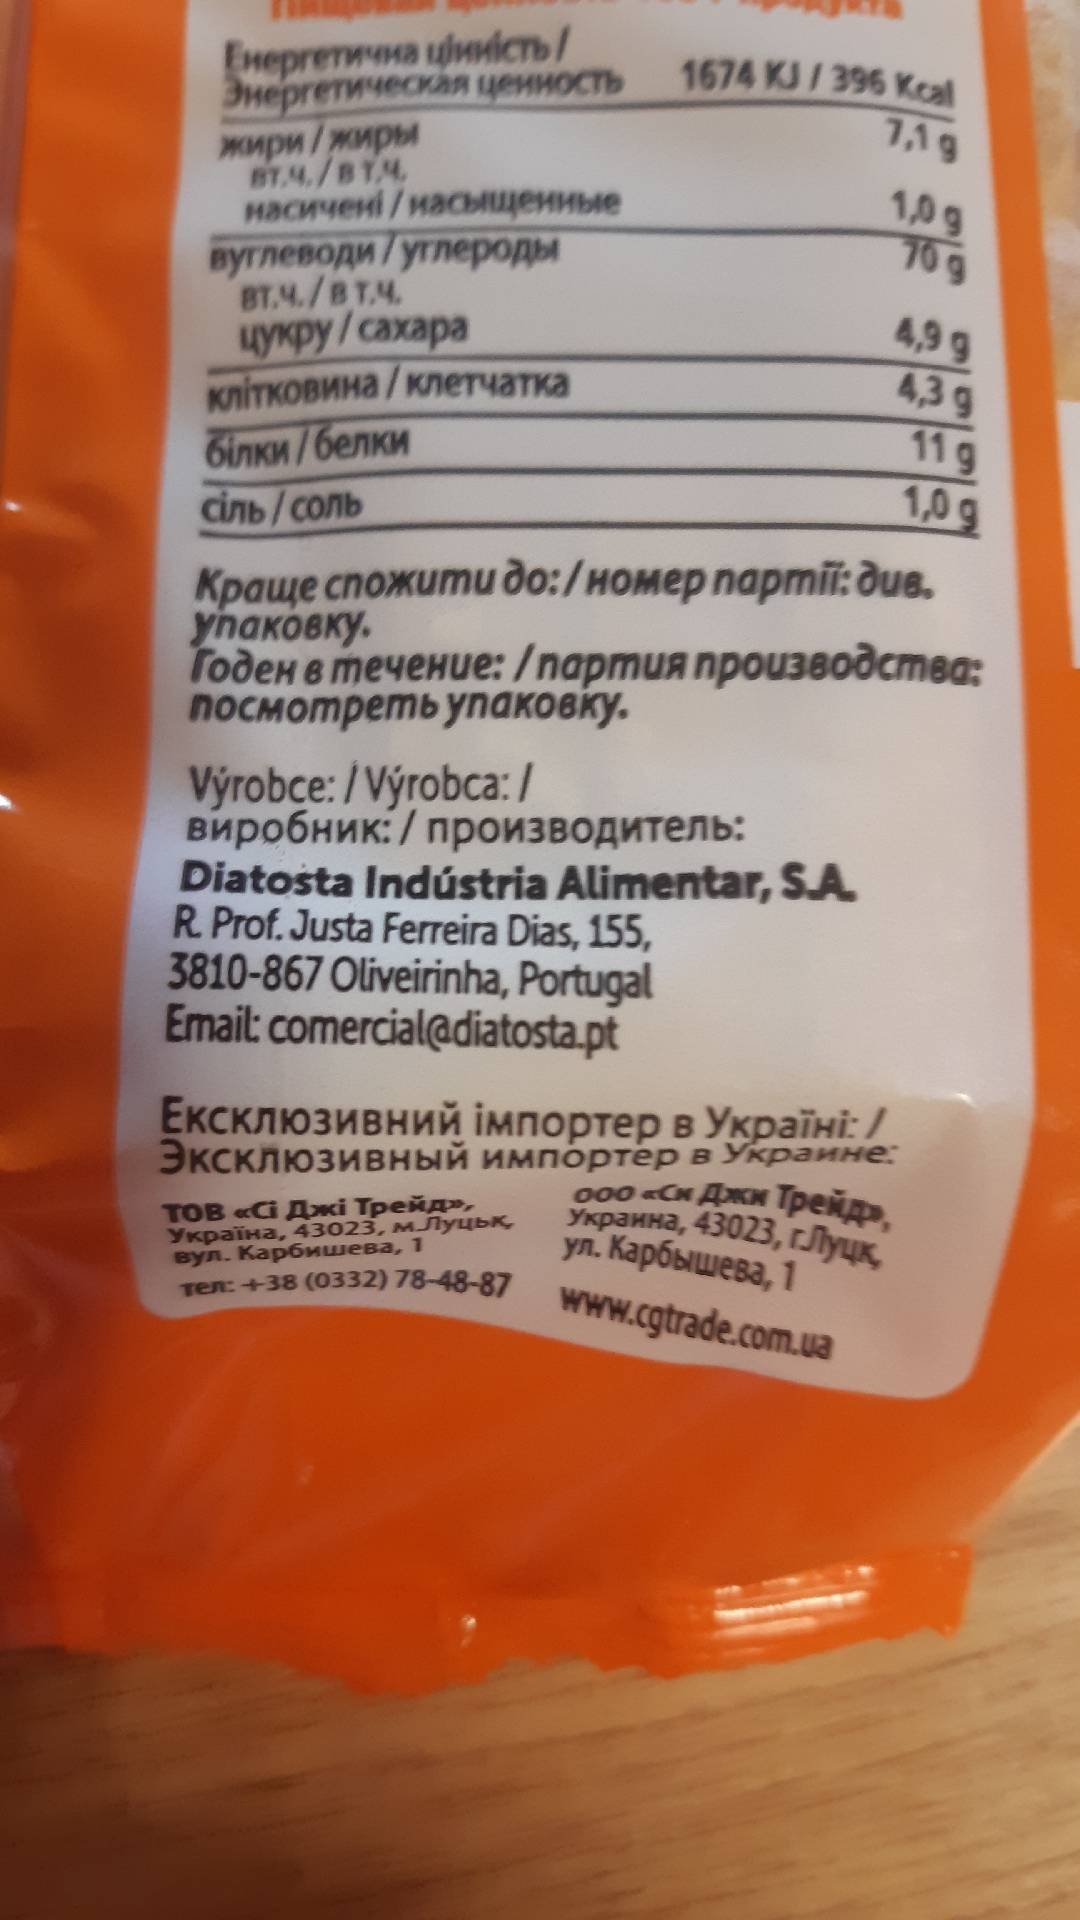 Енергетична цінність /
Энергетическая ценность 1674 KJ / 396 Kcal
жири / жиры 7,1 g
вт.ч. / в т.ч.
насичені / насыщенные 1,0 g
вуглеводи / углероды 70 g
вт.ч. / в т.ч.
цукру / сахара 4,9 g
клітковина / клетчатка 4,3 g
білки / белки 11 g
сіль / соль 1,0 g
Краще спожити до: / номер партії: див.
упаковку.
Годен в течение: / партия производства:
посмотреть упаковку.
Výrobce: / Výrobca: /
виробник: / производитель:
Diatosta Indústria Alimentar, S.A.
R. Prof. Justa Ferreira Dias, 155,
3810-867 Oliveirinha, Portugal
Email: comercial@diatosta.pt
Ексклюзивний імпортер в Україні: /
Эксклюзивный импортер в Украине:
ТОВ «Сі Джі Трейд»,
Україна, 43023, м.Луцьк,
вул. Карбишева, 1
тел: +38 (0332) 78-48-87
ООО «Си Джи Трейд»,
Украина, 43023, г.Луцк,
ул. Карбышева, 1
www.cgtrade.com.ua